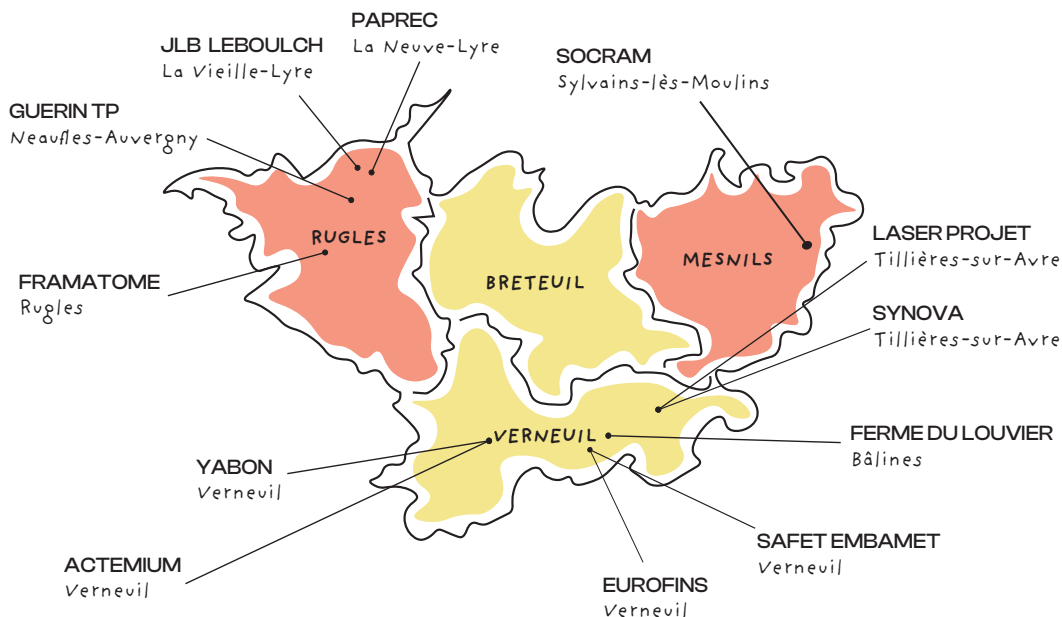 PAPREC
La Neuve-Lyre
JLB LEBOULCH
La Vieille-Lyre
SOCRAM
Sylvains-lès-Moulins
GUERIN TP
Neaufles-Auvergny
RUGLES
BRETEUIL
MESNILS
LASER PROJET
Tillières-sur-Avre
FRAMATOME
Rugles
SYNOVA
Tillières-sur-Avre
VERNEUIL
FERME DU LOUVIER
Bâlines
YABON
Verneuil
SAFET EMBAMET
Verneuil
ACTEMIUM
Verneuil
EUROFINS
Verneuil